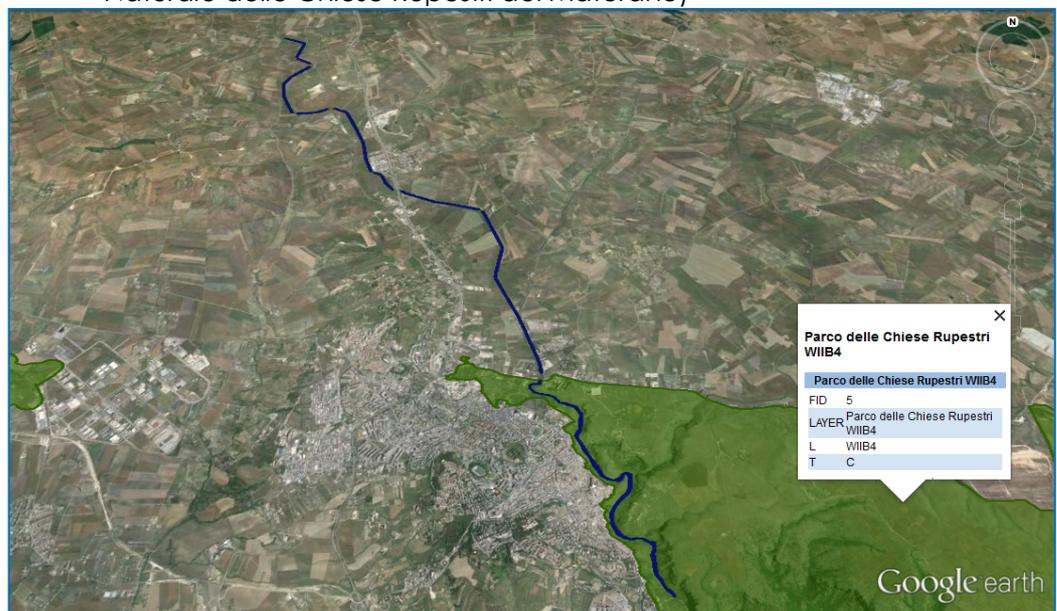 Naturale delle Chiese Rupestri del Materano)
N
Parco delle Chiese Rupestri
WIIB4
Parco delle Chiese Rupestri WIIB4
FID 5
LAYER Parco delle Chiese Rupestri
WIIB4
L WIIB4
T C
Google earth